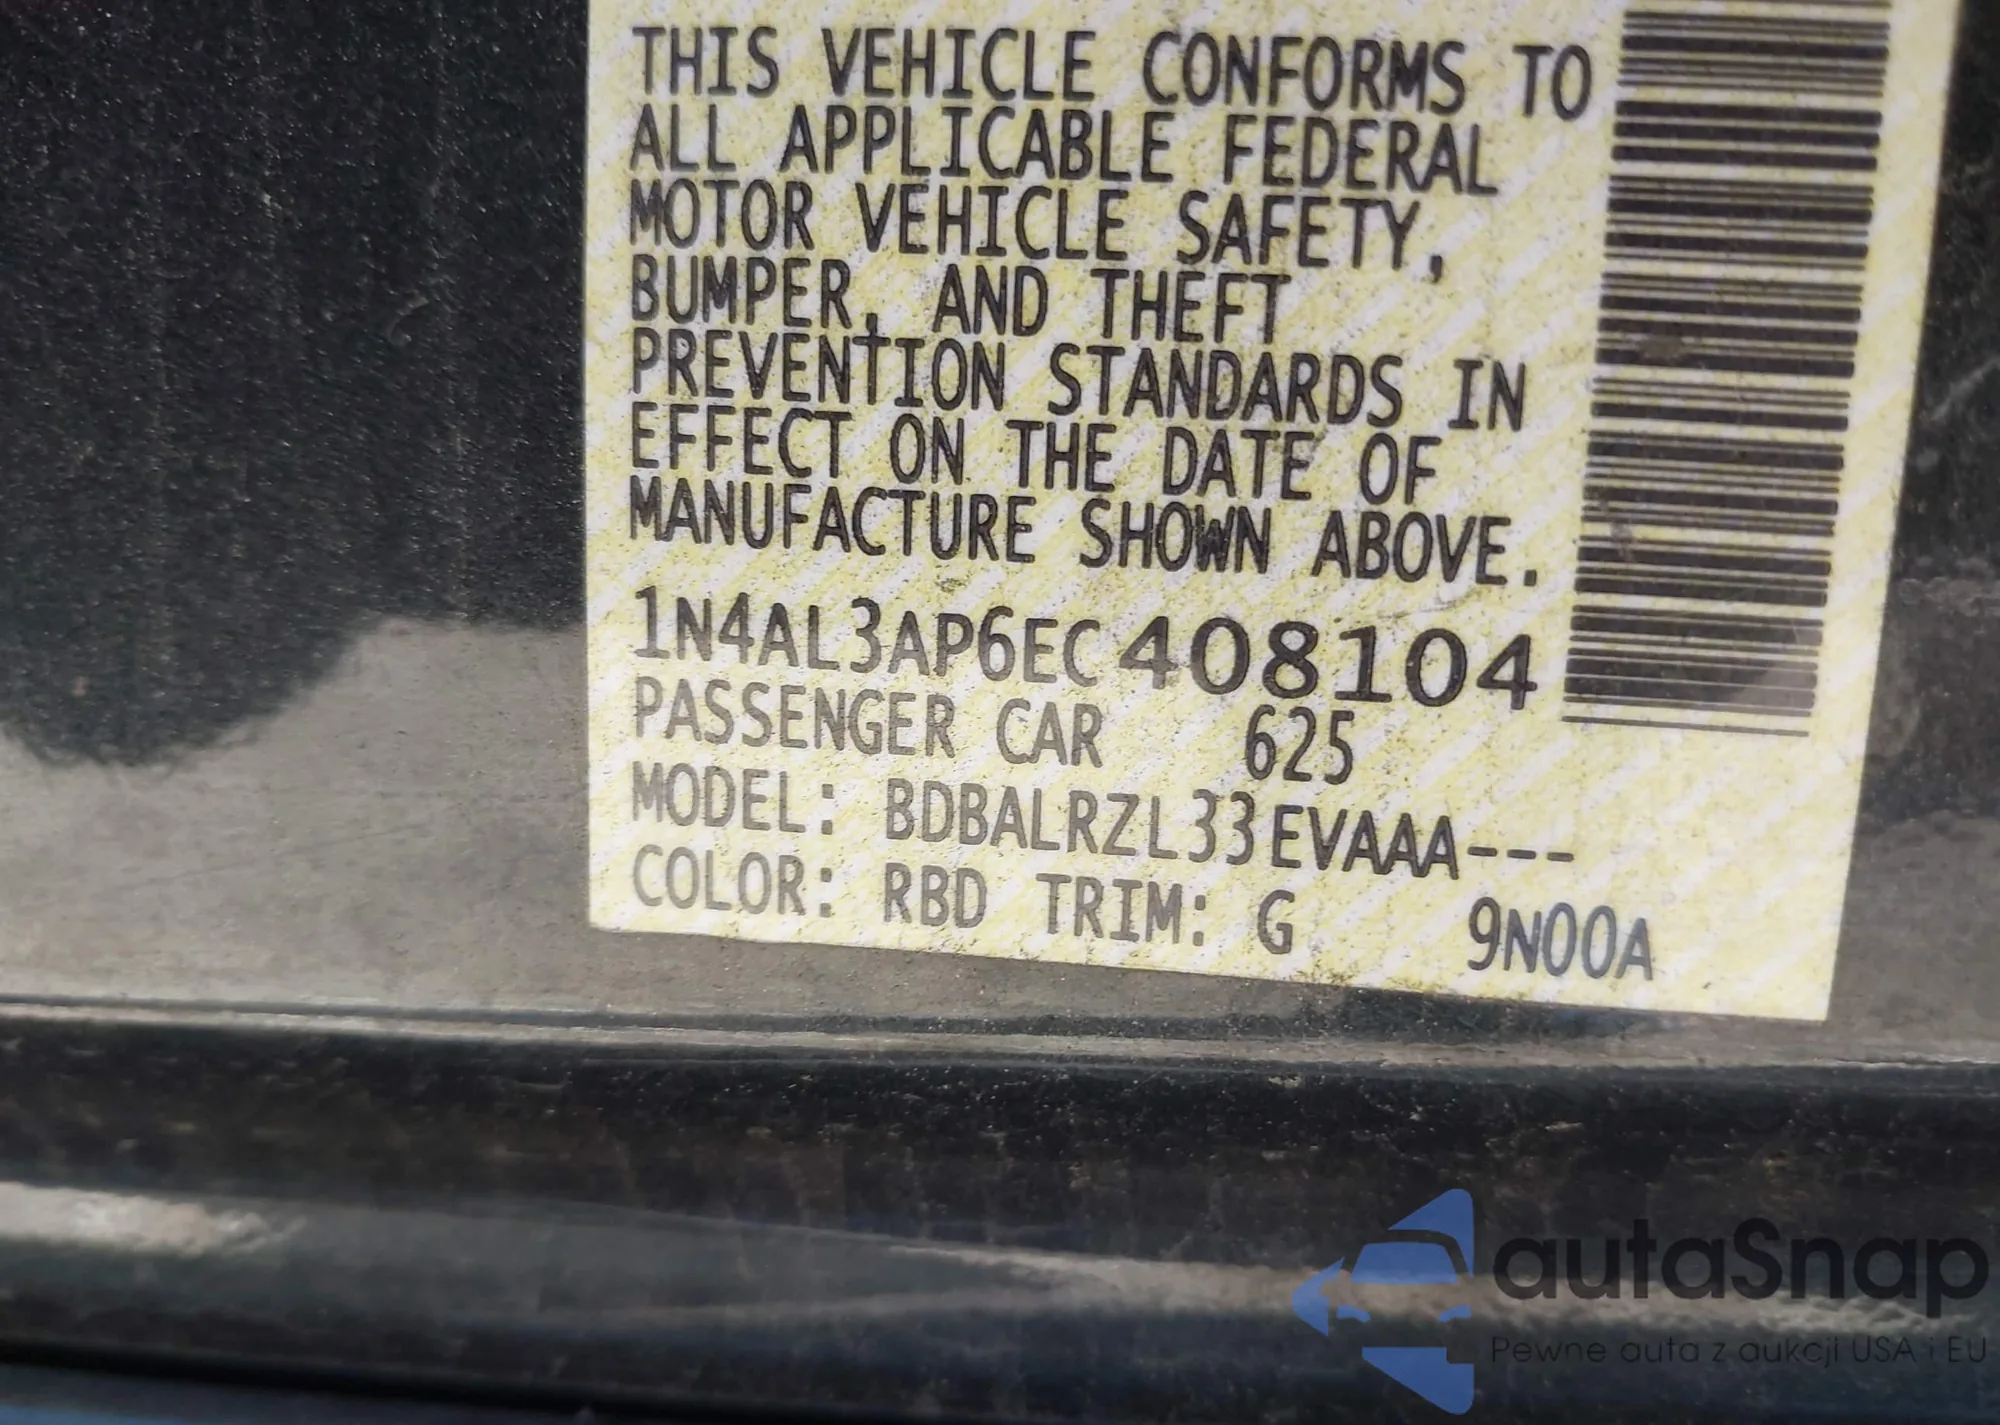 THIS VEHICLE CONFORMS TO
ALL APPLICABLE FEDERAL
MOTOR VEHICLE SAFETY,
BUMPER, AND THEFT
PREVENTION STANDARDS IN
EFFECT ON THE DATE OF
MANUFACTURE SHOWN ABOVE.
1N4AL3AP6EC408104
PASSENGER CAR 625
MODEL: BDBALRZL33EVAAA---
COLOR: RBD TRIM: G 9N00A
autaSnap
Pewne auta z aukcji USA i EU